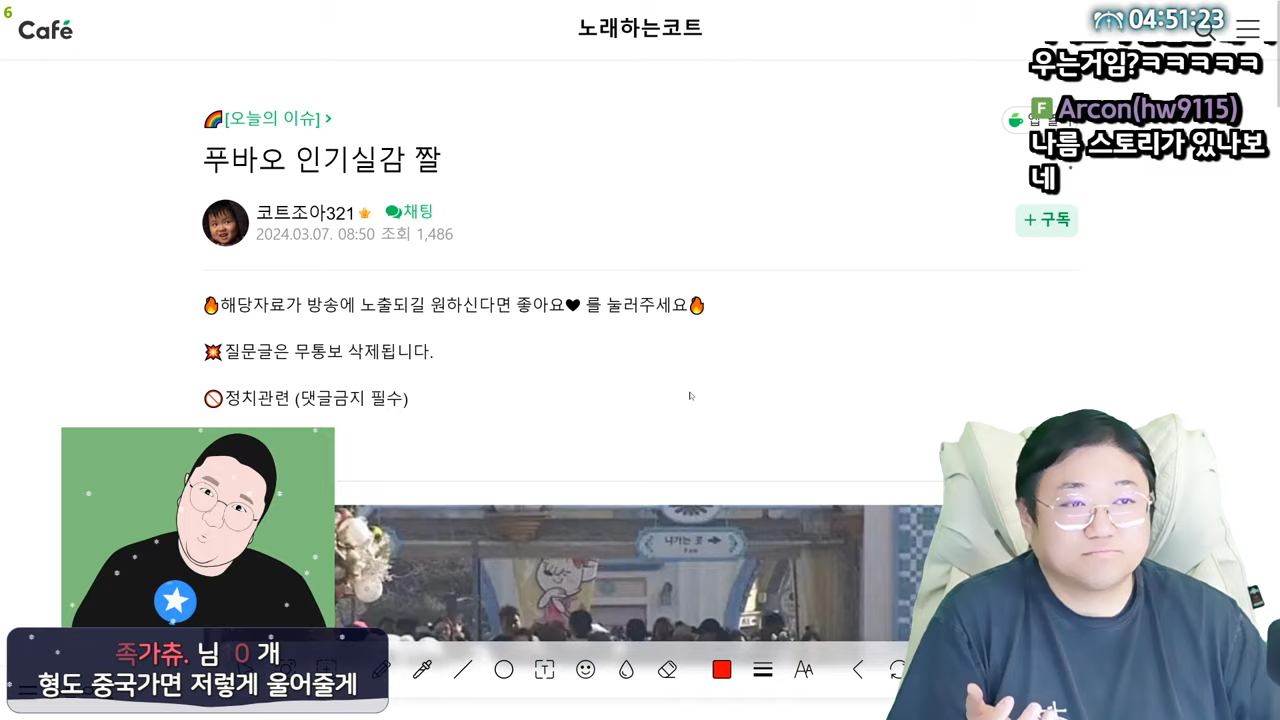 6
Café
노래하는코트
04:51:23
우는거임?ㅋㅋㅋㅋㅋ
F Arcon(hw9115)
나름 스토리가 있나보
네
🌈[오늘의 이슈] >
푸바오 인기실감 짤
코트조아321 채팅
2024.03.07. 08:50 조회 1,486
+ 구독
🔥해당자료가 방송에 노출되길 원하신다면 좋아요🖤 를 눌러주세요🔥
💥질문글은 무통보 삭제됩니다.
🚫정치관련 (댓글금지 필수)
나가는 곳 →
족가츄. 님 0 개
형도 중국가면 저렇게 울어줄게
T
AA